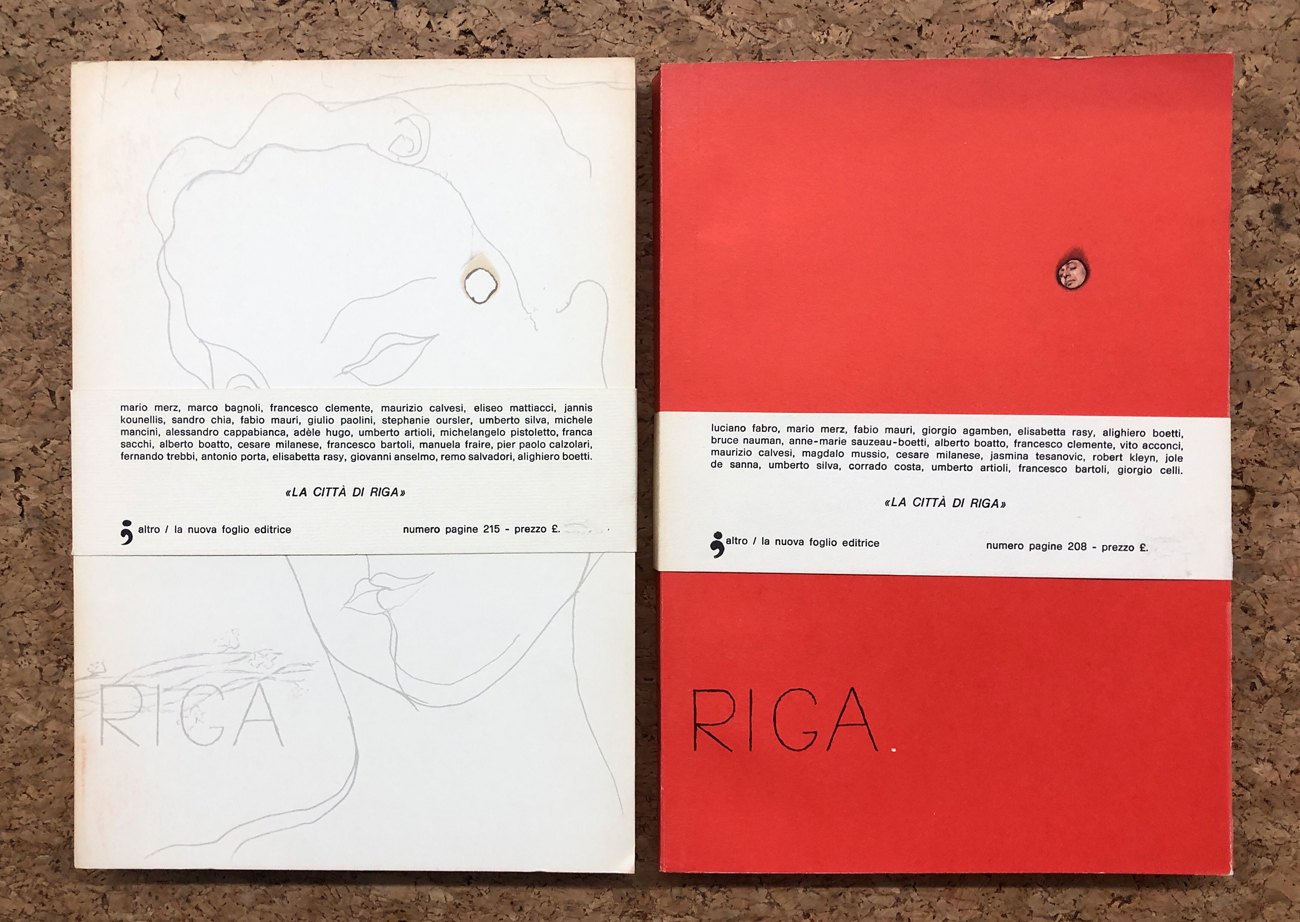 mario merz, marco bagnoli, francesco clemente, maurizio calvesi, eliseo mattiacci, jannis
kounellis, sandro chia, fabio mauri, giulio paolini, stephanie oursler, umberto silva, michele
mancini, alessandro cappabianca, adèle hugo, umberto artioli, michelangelo pistoletto, franca
sacchi, alberto boatto, cesare milanese, francesco bartoli, manuela fraire, pier paolo calzolari,
fernando trebbi, antonio porta, elisabetta rasy, giovanni anselmo, remo salvadori, alighiero boetti.
«LA CITTÀ DI RIGA»
altro / la nuova foglio editrice
numero pagine 215 - prezzo £.
RIGA
luciano fabro, mario merz, fabio mauri, giorgio agamben, elisabetta rasy, alighiero boetti,
bruce nauman, anne-marie sauzeau-boetti, alberto boatto, francesco clemente, vito acconci,
maurizio calvesi, magdalo mussio, cesare milanese, jasmina tesanovic, robert kleyn, jole
de sanna, umberto silva, corrado costa, umberto artioli, francesco bartoli, giorgio celli.
«LA CITTÀ DI RIGA»
altro / la nuova foglio editrice
numero pagine 208 - prezzo £.
RIGA.